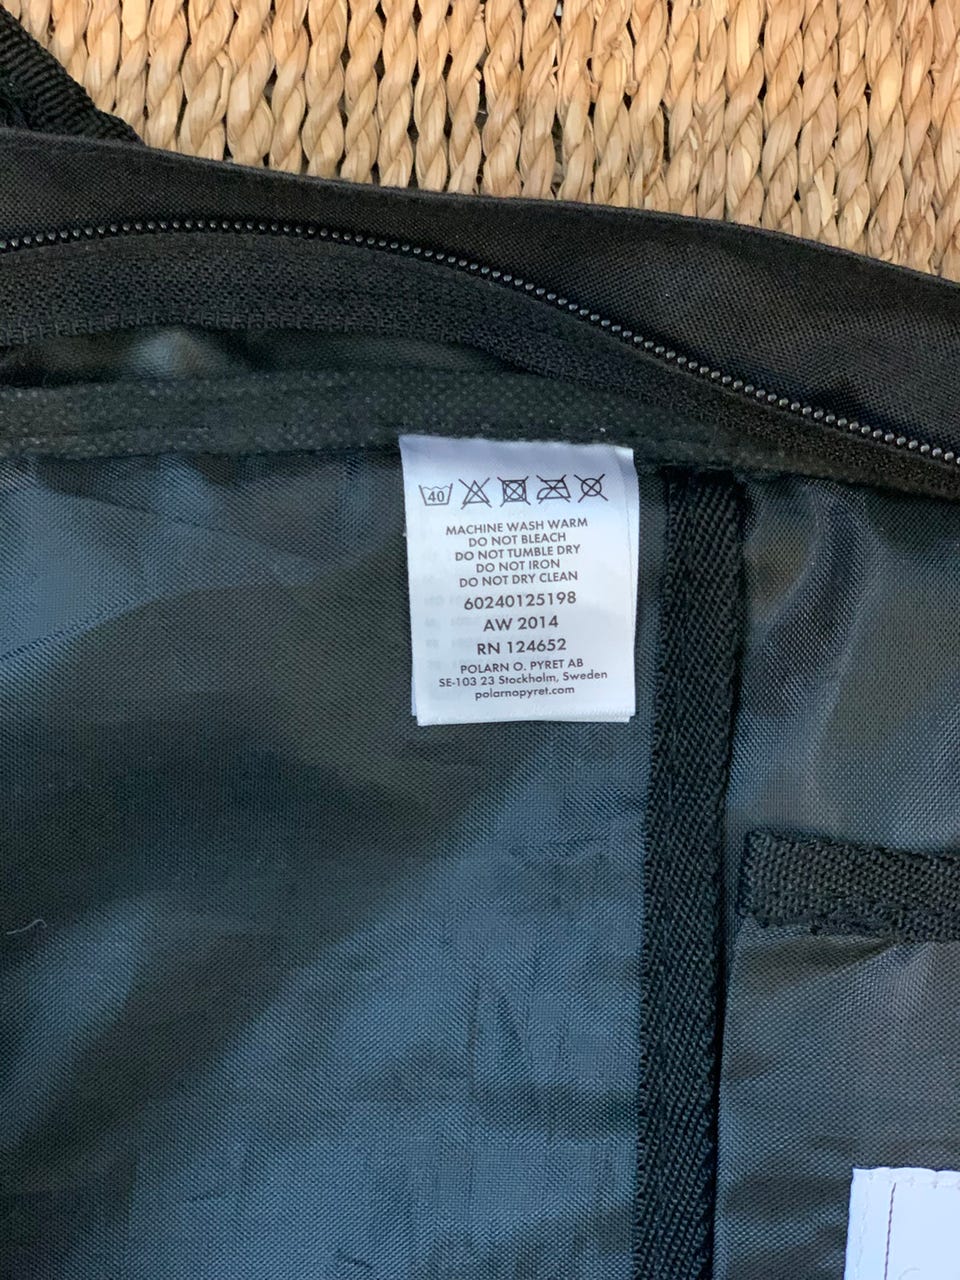 40
MACHINE WASH WARM
DO NOT BLEACH
DO NOT TUMBLE DRY
DO NOT IRON
DO NOT DRY CLEAN
60240125198
AW 2014
RN 124652
POLARN O. PYRET AB
SE-103 23 Stockholm, Sweden
polarnopyret.com